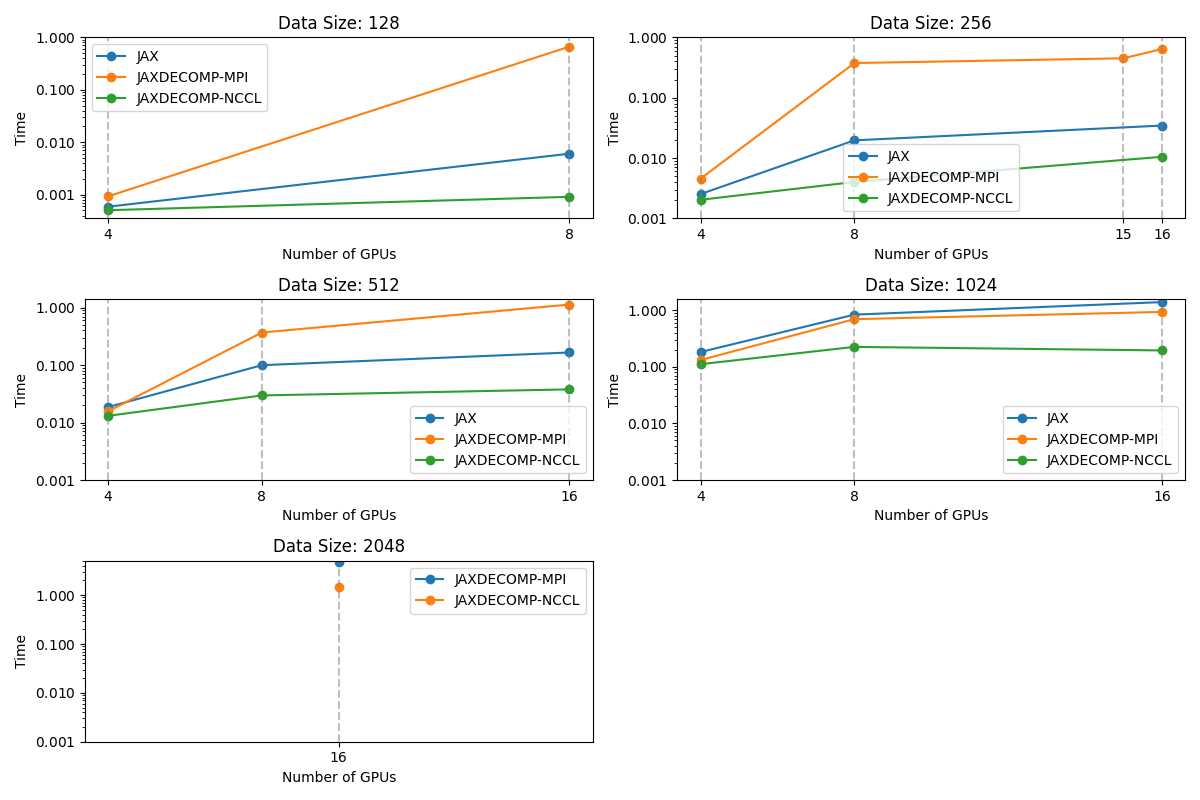 Data Size: 128
1.000
0.100
0.010
0.001
Time
JAX
JAXDECOMP-MPI
JAXDECOMP-NCCL
4
8
Number of GPUs
Data Size: 256
1.000
0.100
0.010
0.001
Time
JAX
JAXDECOMP-MPI
JAXDECOMP-NCCL
4
8
15
16
Number of GPUs
Data Size: 512
1.000
0.100
0.010
0.001
Time
JAX
JAXDECOMP-MPI
JAXDECOMP-NCCL
4
8
16
Number of GPUs
Data Size: 1024
1.000
0.100
0.010
0.001
Time
JAX
JAXDECOMP-MPI
JAXDECOMP-NCCL
4
8
16
Number of GPUs
Data Size: 2048
1.000
0.100
0.010
0.001
Time
JAXDECOMP-MPI
JAXDECOMP-NCCL
16
Number of GPUs